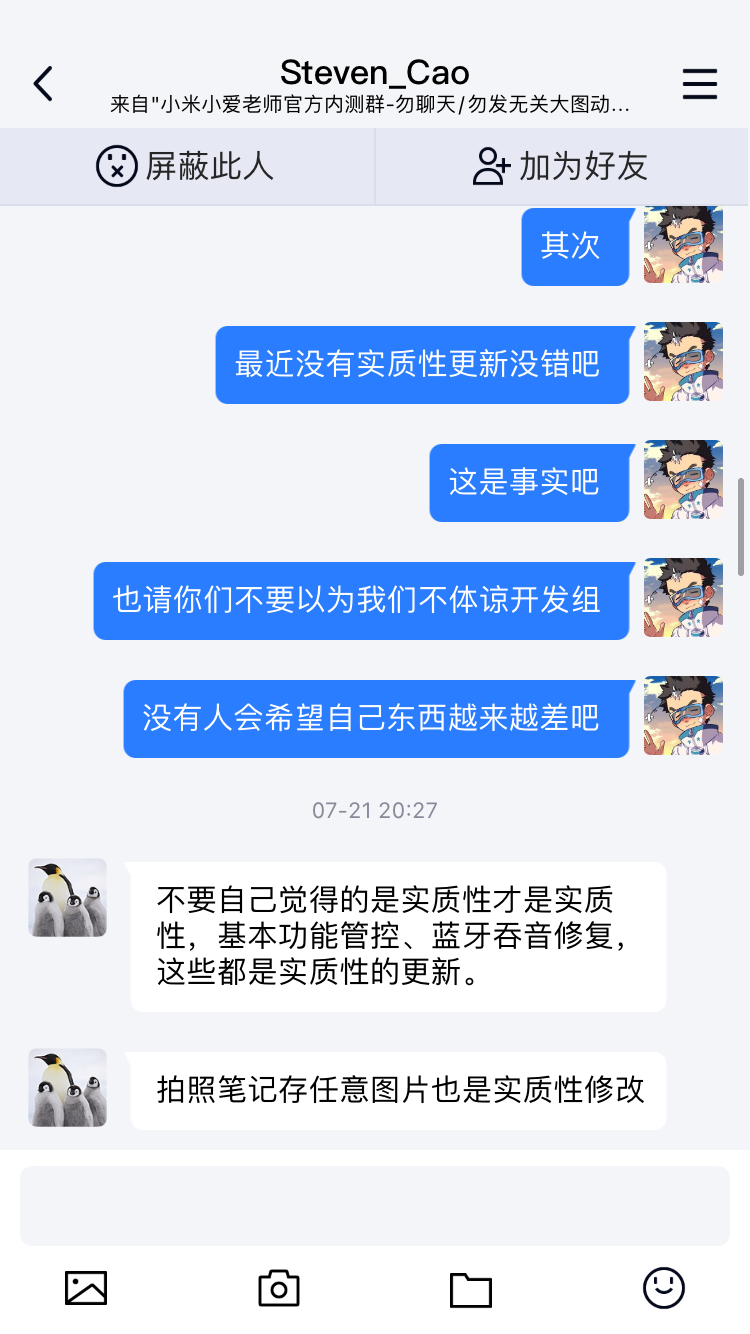 Steven_Cao
来自"小米小爱老师官方内测群-勿聊天/勿发无关大图动...
屏蔽此人
加为好友
其次
最近没有实质性更新没错吧
这是事实吧
也请你们不要以为我们不体谅开发组
没有人会希望自己东西越来越差吧
07-21 20:27
不要自己觉得的是实质性才是实质
性，基本功能管控、蓝牙吞音修复，
这些都是实质性的更新。
拍照笔记存任意图片也是实质性修改